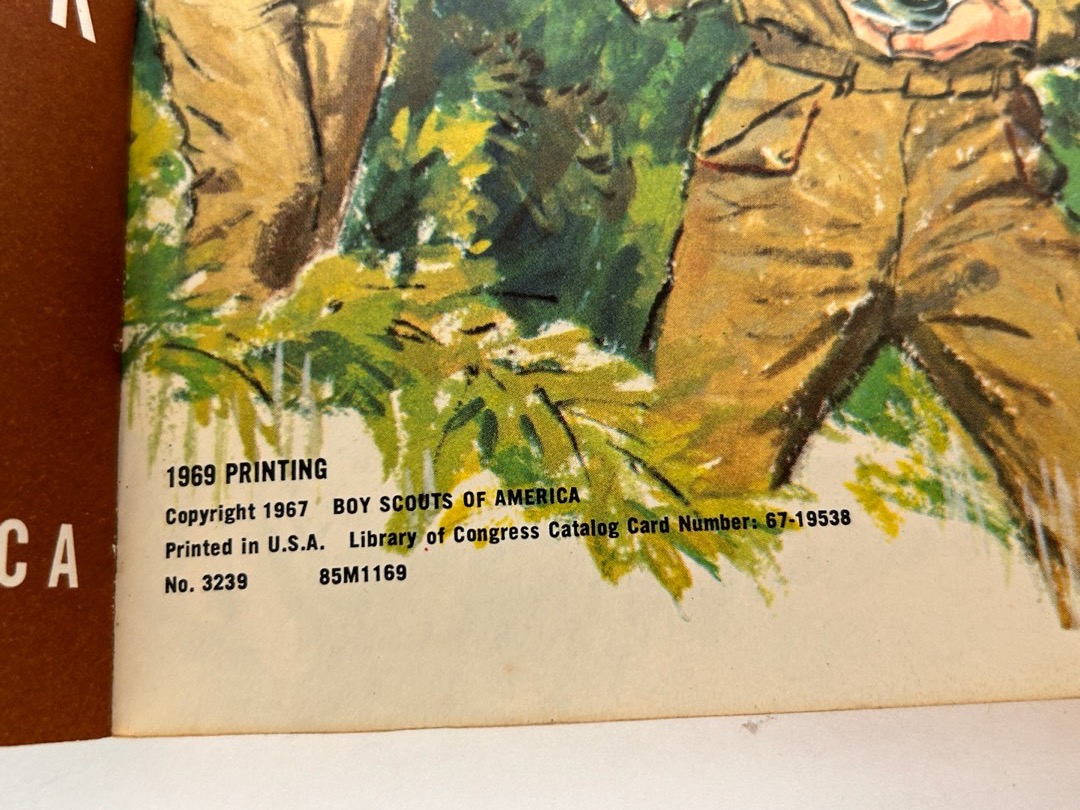 K
CA
1969 PRINTING
Copyright 1967 BOY SCOUTS OF AMERICA
Printed in U.S.A. Library of Congress Catalog Card Number: 67-19538
No. 3239 85M1169